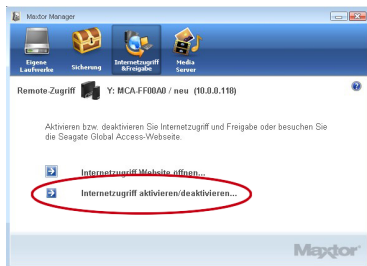 Maxtor Manager
Eigene Laufwerke
Sicherung
Internetzugriff &Freigabe
Media Server
Remote-Zugriff Y: MCA-FF08A0 / neu (10.0.0.118)
Aktivieren bzw. deaktivieren Sie Internetzugriff und Freigabe oder besuchen Sie
die Seagate Global Access-Webseite.
Internetzugriff Website öffnen...
Internetzugriff aktivieren/deaktivieren...
Maxtor